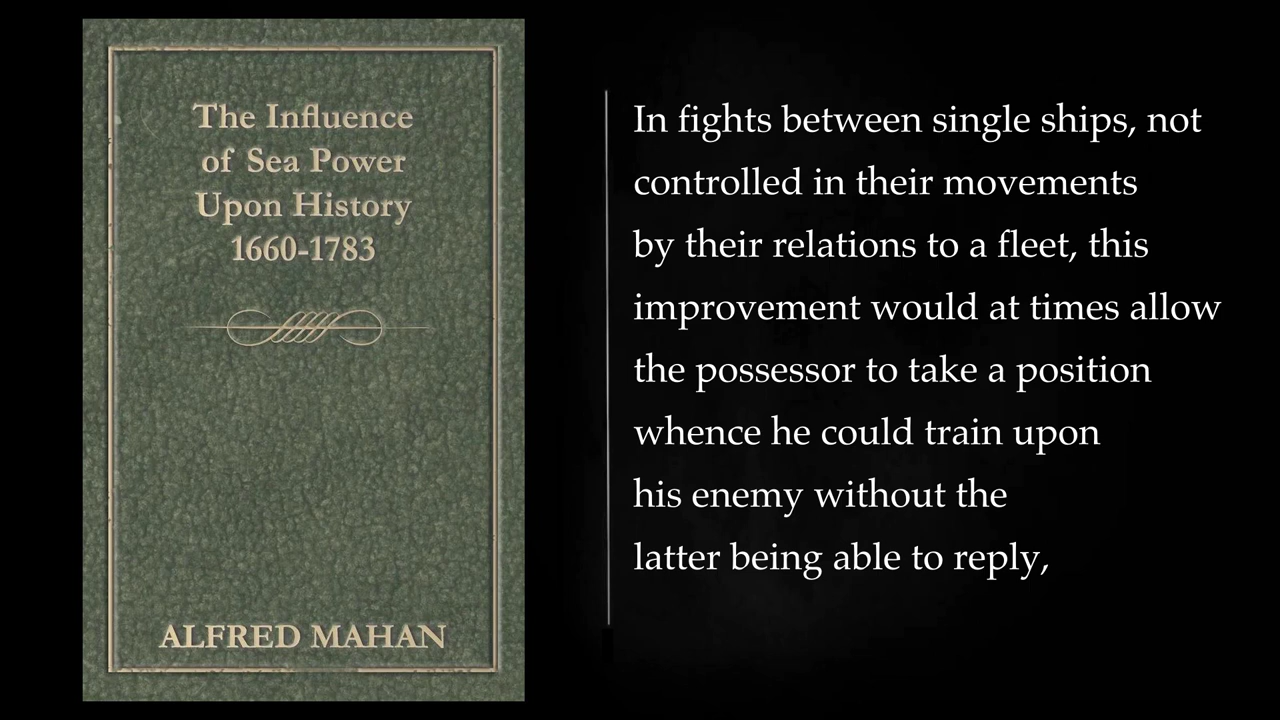 The Influence
of Sea Power
Upon History
1660-1783
ALFRED MAHAN
In fights between single ships, not
controlled in their movements
by their relations to a fleet, this
improvement would at times allow
the possessor to take a position
whence he could train upon
his enemy without the
latter being able to reply,